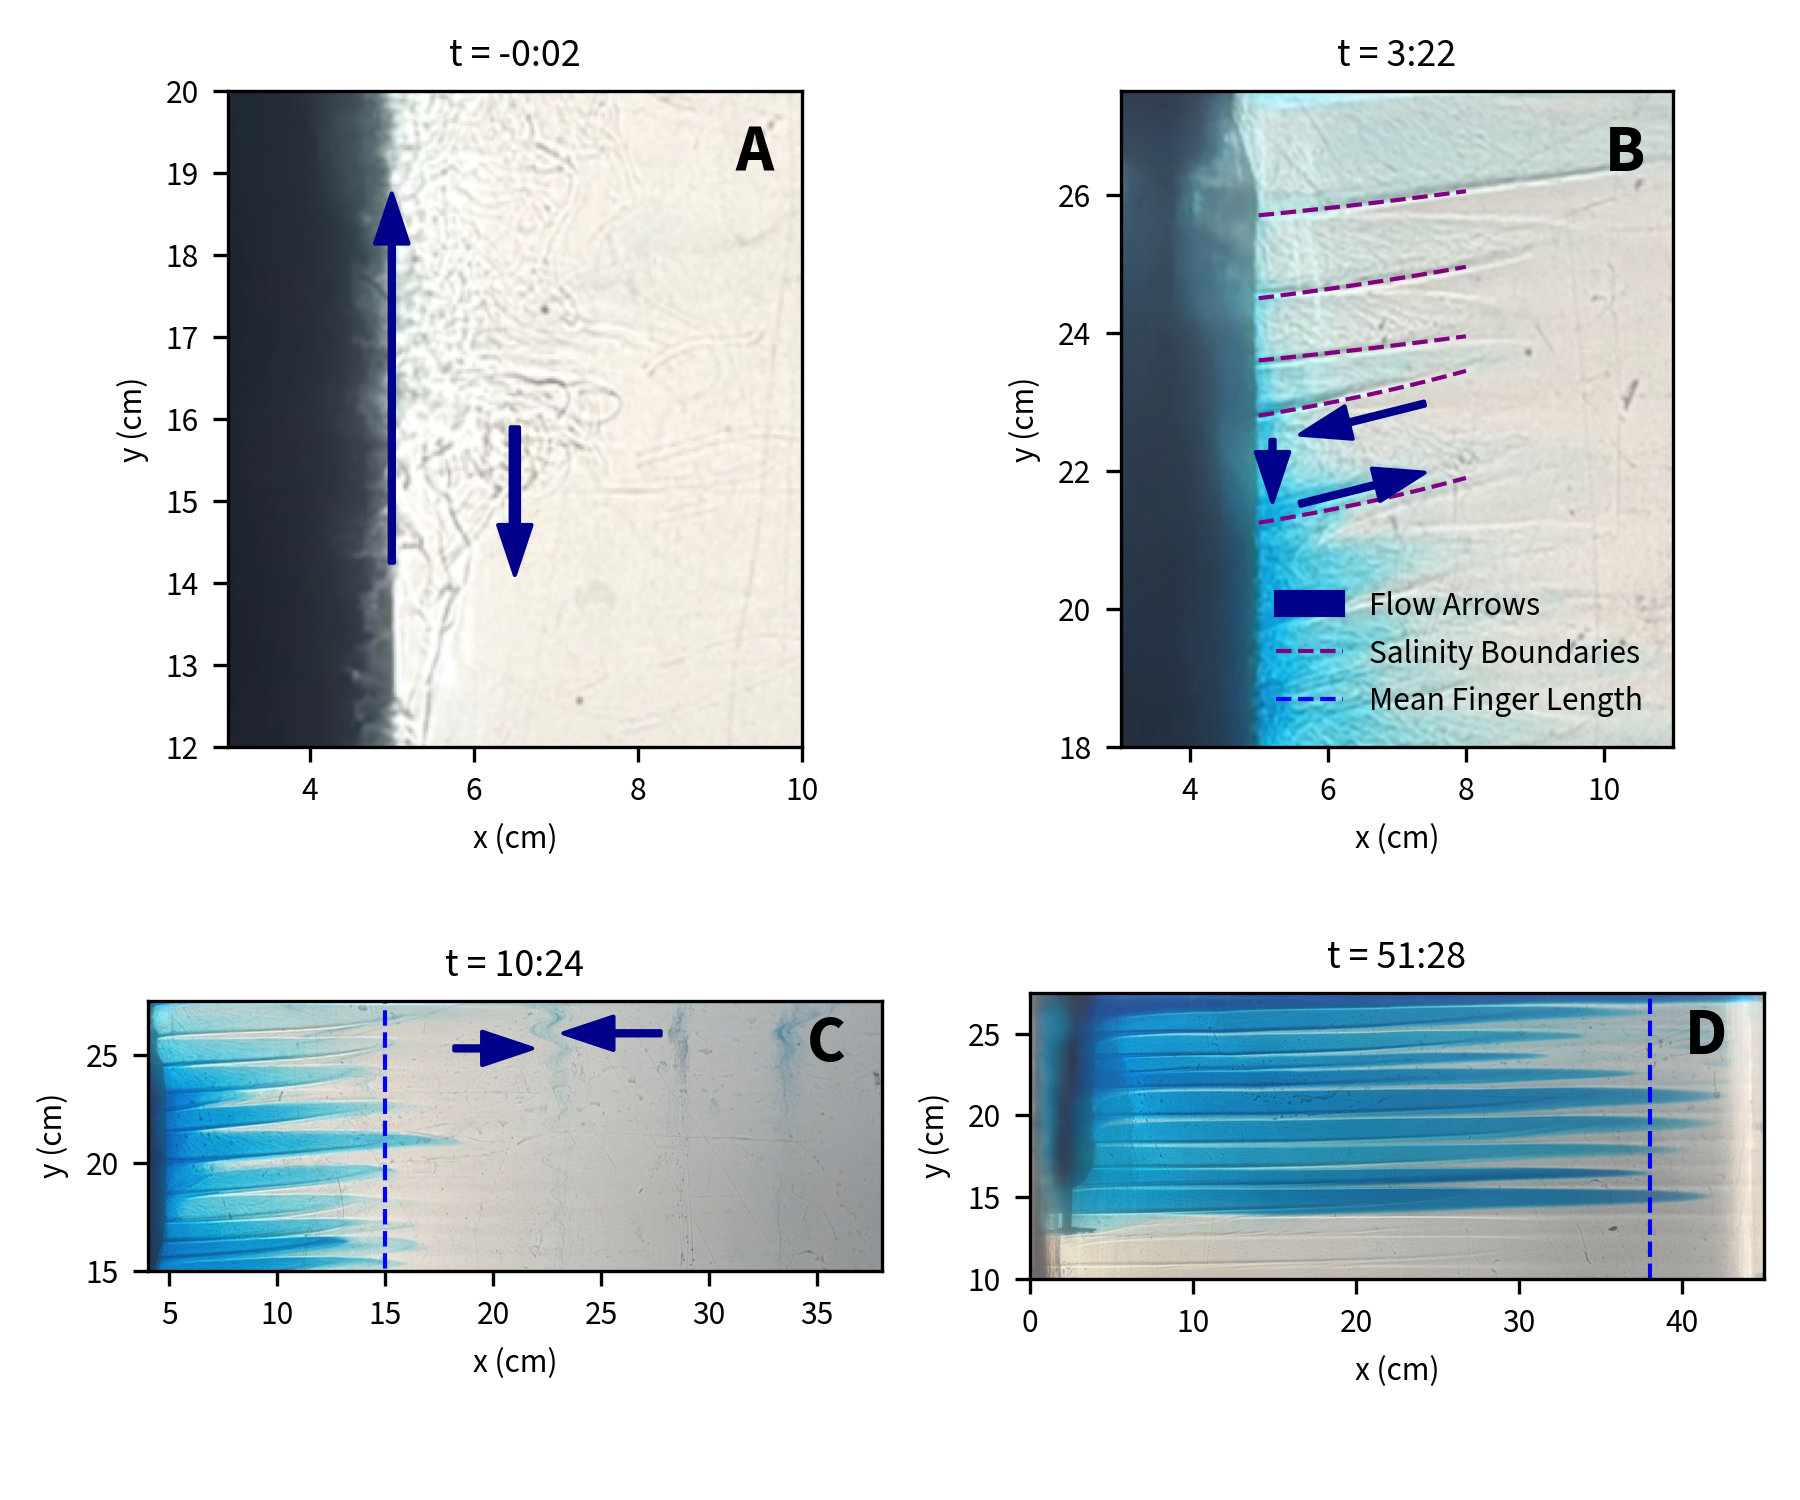 t = -0:02
A
20
19
18
17
16
15
14
13
12
y (cm)
4 6 8 10
x (cm)
t = 3:22
B
26
24
22
20
18
y (cm)
Flow Arrows
Salinity Boundaries
Mean Finger Length
4 6 8 10
x (cm)
t = 10:24
C
25
20
15
y (cm)
5 10 15 20 25 30 35
x (cm)
t = 51:28
D
25
20
15
10
y (cm)
0 10 20 30 40
x (cm)